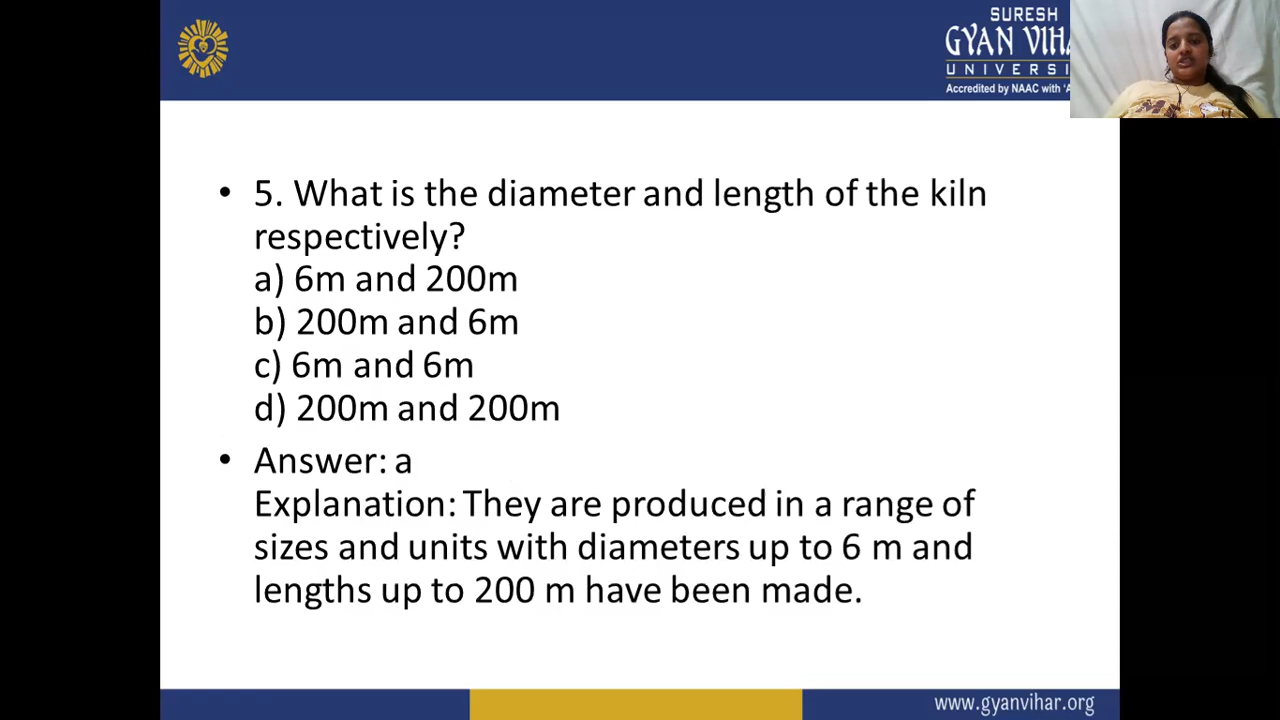 SURESH
GYAN VIHA
UNIVERSI
Accredited by NAAC with 'A
• 5. What is the diameter and length of the kiln
respectively?
a) 6m and 200m
b) 200m and 6m
c) 6m and 6m
d) 200m and 200m
• Answer: a
Explanation: They are produced in a range of
sizes and units with diameters up to 6 m and
lengths up to 200 m have been made.
www.gyanvihar.org